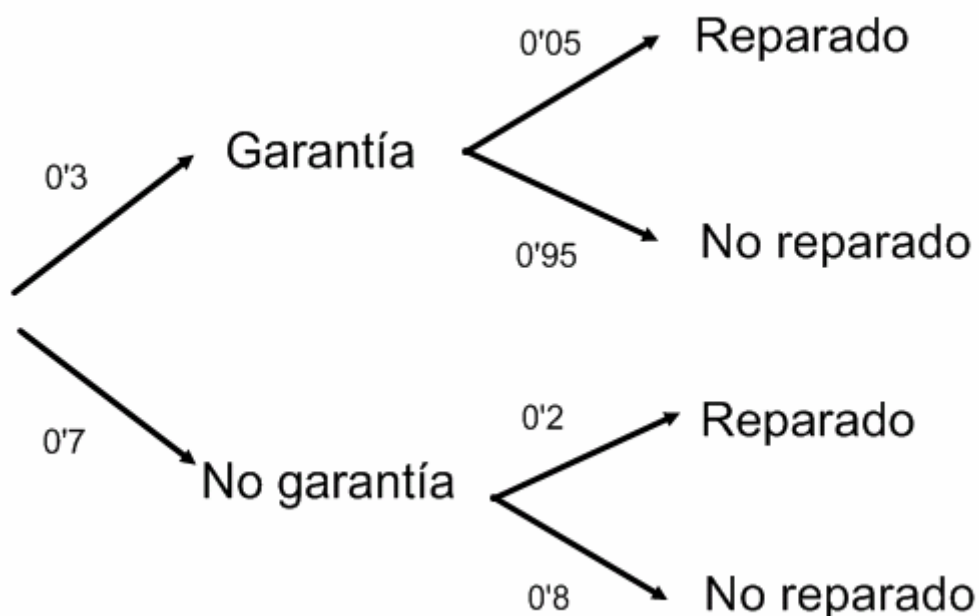 0'05
Reparado
Garantía
0'3
0'95
No reparado
0'7
0'2
Reparado
No garantía
0'8
No reparado